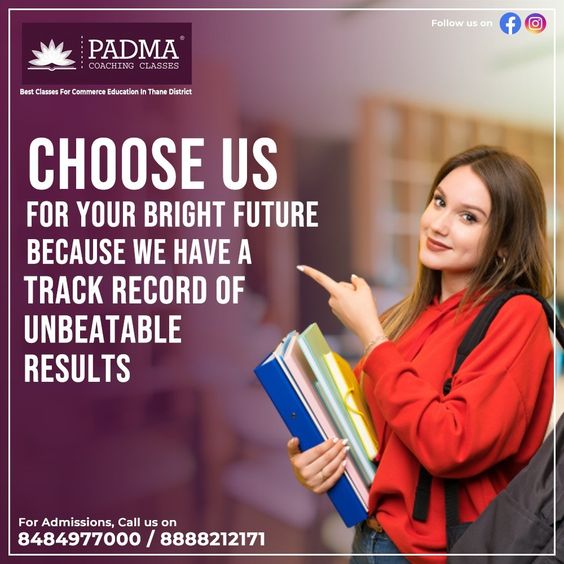 Follow us on
PADMA®
COACHING CLASSES
Best Classes For Commerce Education In Thane District
CHOOSE US
FOR YOUR BRIGHT FUTURE
BECAUSE WE HAVE A
TRACK RECORD OF
UNBEATABLE
RESULTS
For Admissions, Call us on
8484977000 / 8888212171